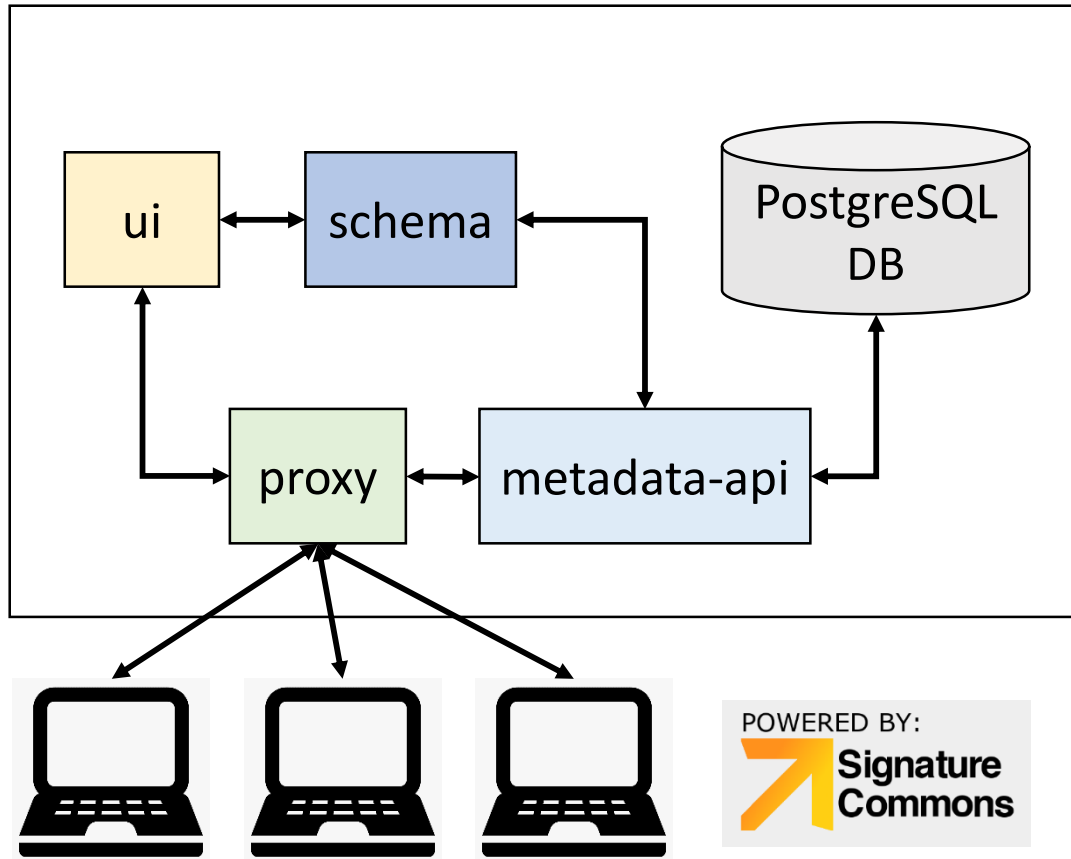 ui
schema
PostgreSQL
DB
proxy
metadata-api
POWERED BY:
Signature
Commons